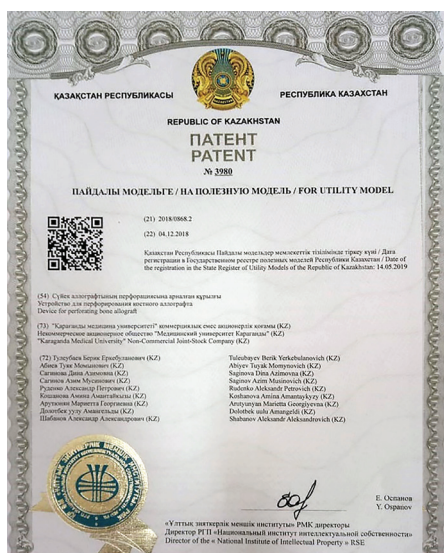 ҚАЗАҚСТАН РЕСПУБЛИКАСЫ
РЕСПУБЛИКА КАЗАХСТАН
REPUBLIC OF KAZAKHSTAN
ПАТЕНТ
PATENT
№ 3980
ПАЙДАЛЫ МОДЕЛЬГЕ / НА ПОЛЕЗНУЮ МОДЕЛЬ / FOR UTILITY MODEL
(21) 2018/0868.2
(22) 04.12.2018
Қазақстан Республикасы Пайдалы модельдер мемлекеттік тізілімінде тіркеу күні / Дата
регистрации в Государственном реестре полезных моделей Республики Казахстан / Date of
the registration in the State Register of Utility Models of the Republic of Kazakhstan: 14.05.2019
(54) Сүйек аллографтының перфорациясына арналған құрылғы
Устройство для перфорирования костного аллографта
Device for perforating bone allograft
(73) "Караганды медицина университеті" коммерциялық емес акционерлік қоғамы (KZ)
Некоммерческое акционерное общество "Медицинский университет Караганды" (KZ)
"Karaganda Medical University" Non-Commercial Joint-Stock Company (KZ)
(72) Тулеубаев Берик Еркебуланович (KZ)
Абиев Туяк Момынович (KZ)
Сагинова Дина Азимовна (KZ)
Сагинов Азим Мусинович (KZ)
Руденко Александр Петрович (KZ)
Кошанова Амина Амантайкызы (KZ)
Арутюнян Мариетта Георгиевна (KZ)
Долотбек уулу Амангельды (KZ)
Шабанов Александр Александрович (KZ)
Tuleubayev Berik Yerkebulanovich (KZ)
Abiyev Tuyak Momynovich (KZ)
Saginova Dina Azimovna (KZ)
Saginov Azim Musinovich (KZ)
Rudenko Aleksandr Petrovich (KZ)
Koshanova Amina Amantaykyzy (KZ)
Arutyunyan Marietta Georgiyevna (KZ)
Dolotbek uulu Amangeldi (KZ)
Shabanov Aleksandr Aleksandrovich (KZ)
Е. Оспанов
Y. Ospanov
«Ұлттық зияткерлік меншік институты» РМК директоры
Директор РГП «Национальный институт интеллектуальной собственности»
Director of the « National Institute of Intellectual Property » RSE